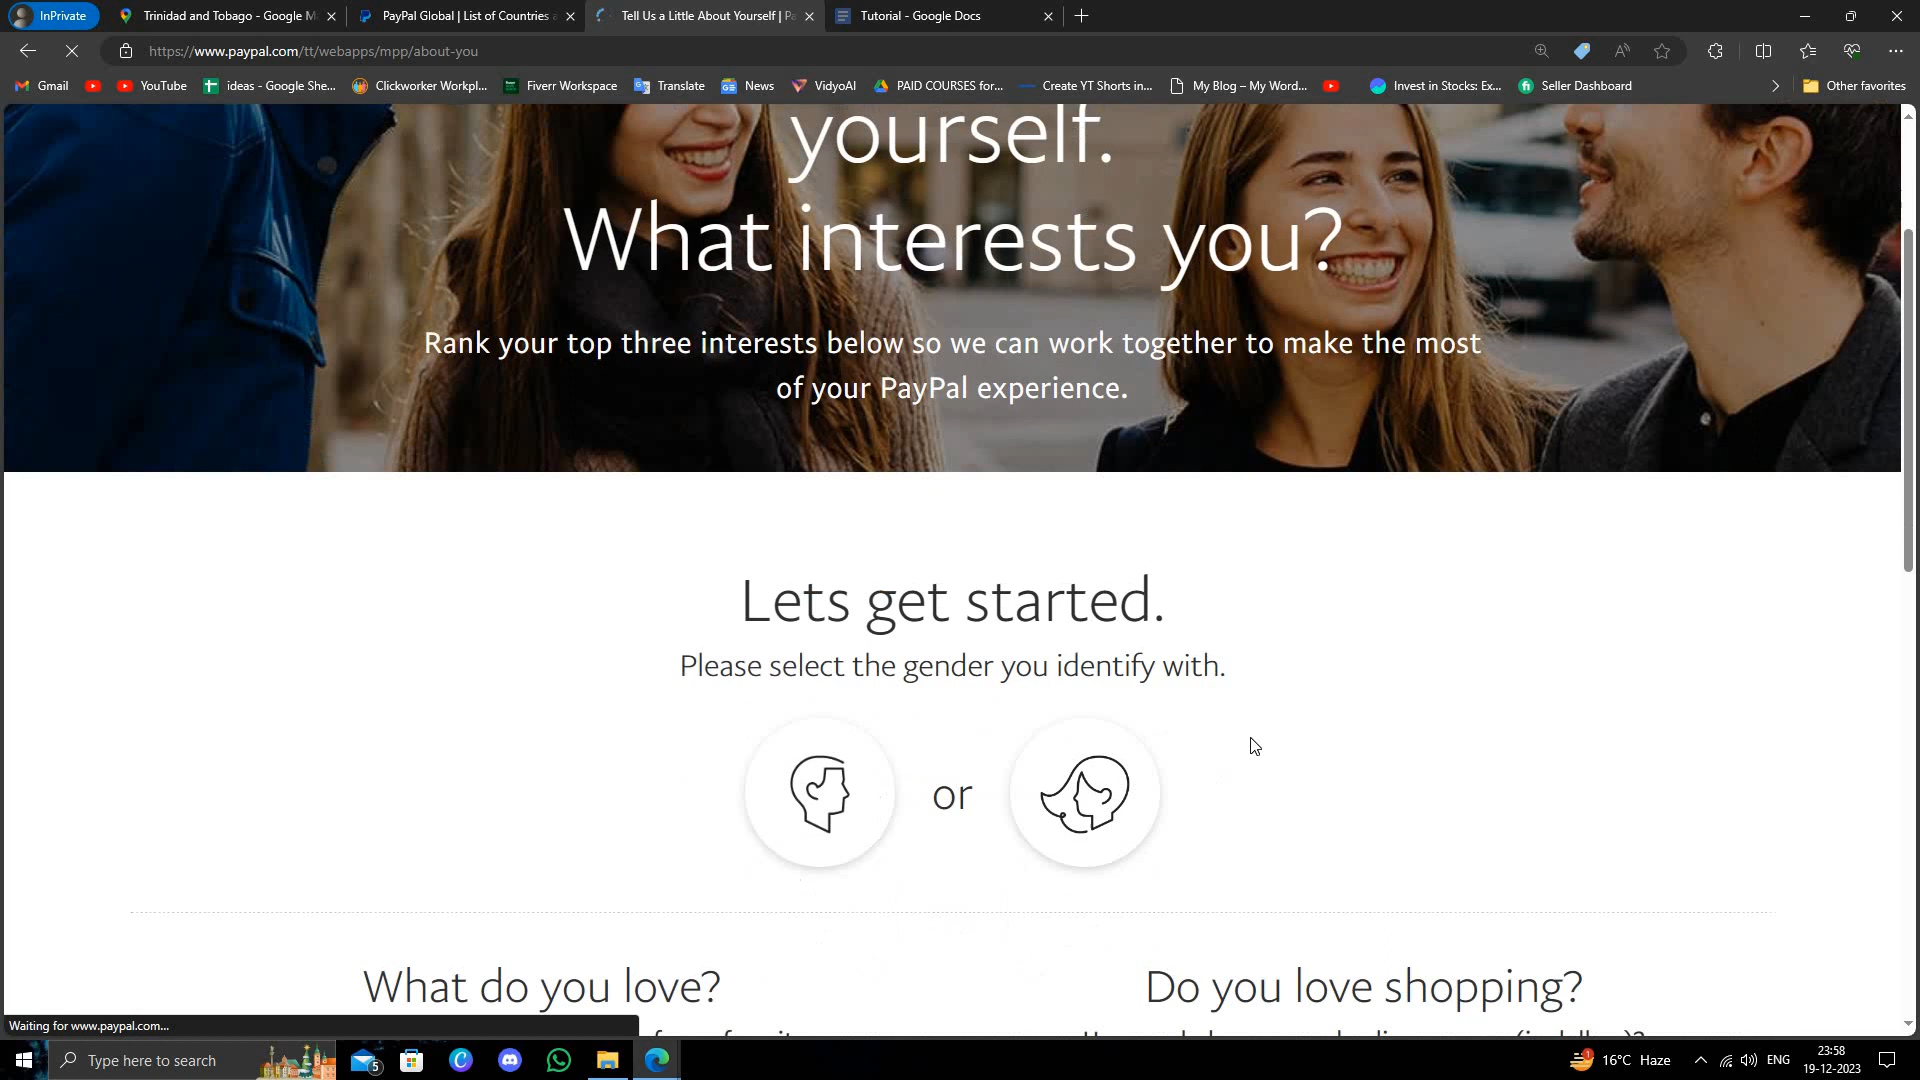 InPrivate
Trinidad and Tobago - Google M
PayPal Global | List of Countries
Tell Us a Little About Yourself | Pa
Tutorial - Google Docs
https://www.paypal.com/tt/webapps/mpp/about-you
Gmail
YouTube
ideas - Google She...
Clickworker Workpl...
Fiverr Workspace
Translate
News
VidyoAI
PAID COURSES for...
Create YT Shorts in...
My Blog – My Word...
Invest in Stocks: Ex...
Seller Dashboard
Other favorites
yourself.
What interests you?
Rank your top three interests below so we can work together to make the most
of your PayPal experience.
Lets get started.
Please select the gender you identify with.
or
What do you love?
Do you love shopping?
Waiting for www.paypal.com...
Type here to search
5
1
16°C Haze
ENG
23:58
19-12-2023